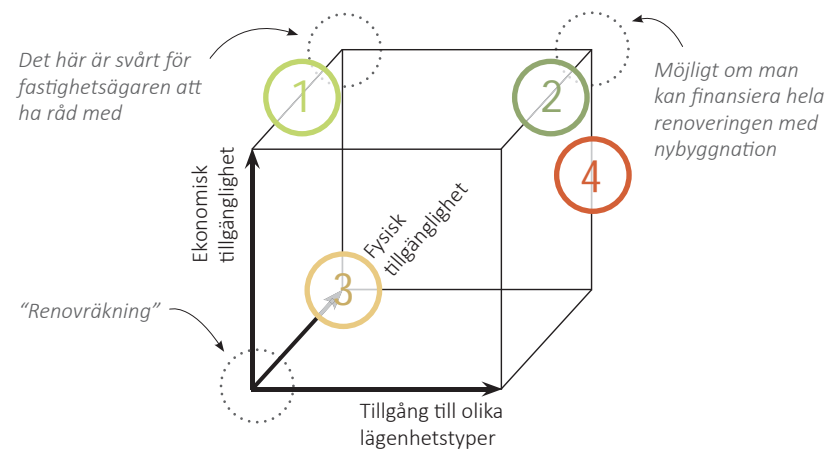 Det här är svårt för
fastighetsägaren att
ha råd med
1
2
Möjligt om man
kan finansiera hela
renoveringen med
nybyggnation
4
Ekonomisk
tillgänglighet
Fysisk
tillgänglighet
3
“Renovräkning”
Tillgång till olika
lägenhetstyper